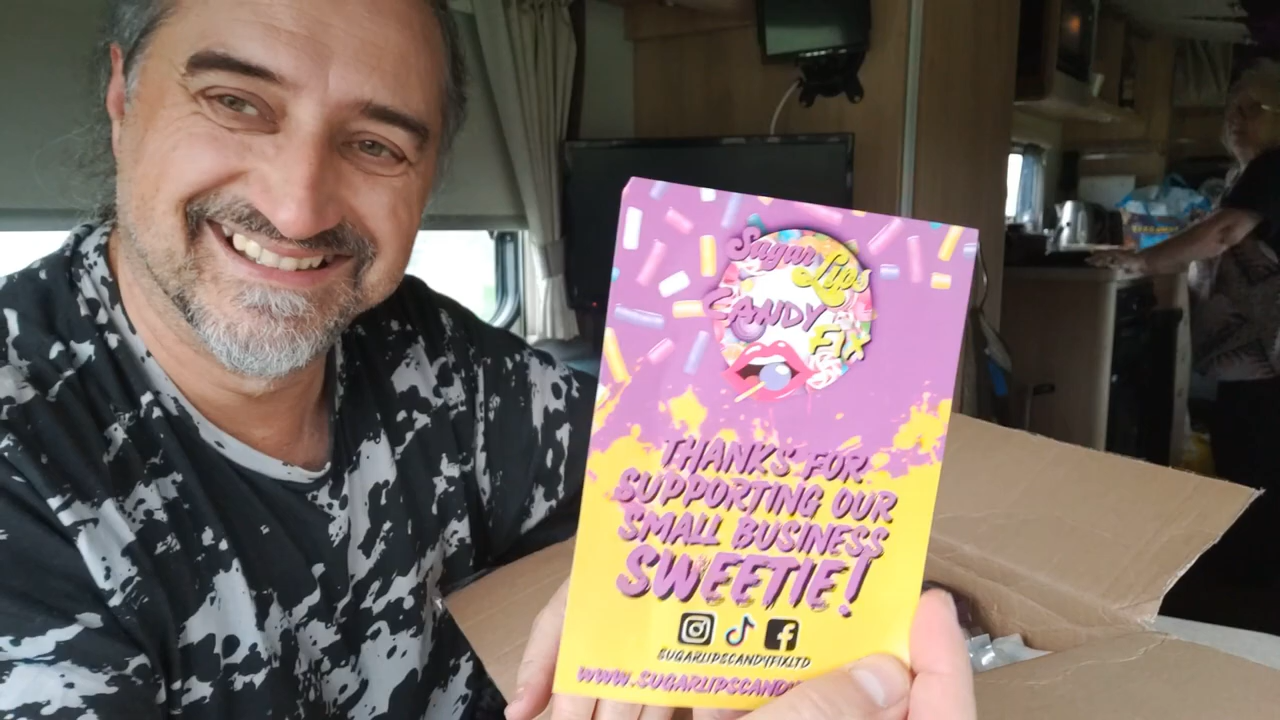 Sugar Lips
CANDY
Fix
THANKS FOR
SUPPORTING OUR
SMALL BUSINESS
SWEETIE!
SUGARLIPSCANDYFIXLTD